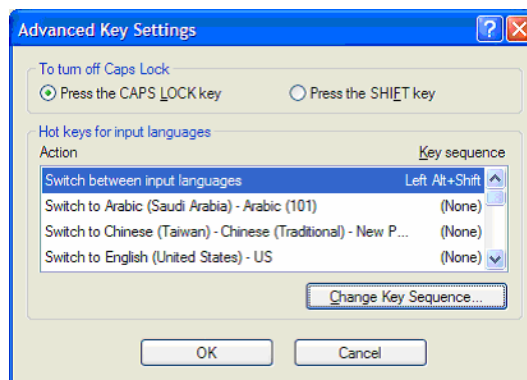 Advanced Key Settings
To turn off Caps Lock
Press the CAPS LOCK key Press the SHIFT key
Hot keys for input languages
Action Key sequence
Switch between input languages Left Alt+Shift
Switch to Arabic (Saudi Arabia) - Arabic (101) (None)
Switch to Chinese (Taiwan) - Chinese (Traditional) - New P... (None)
Switch to English (United States) - US (None)
Change Key Sequence...
OK Cancel